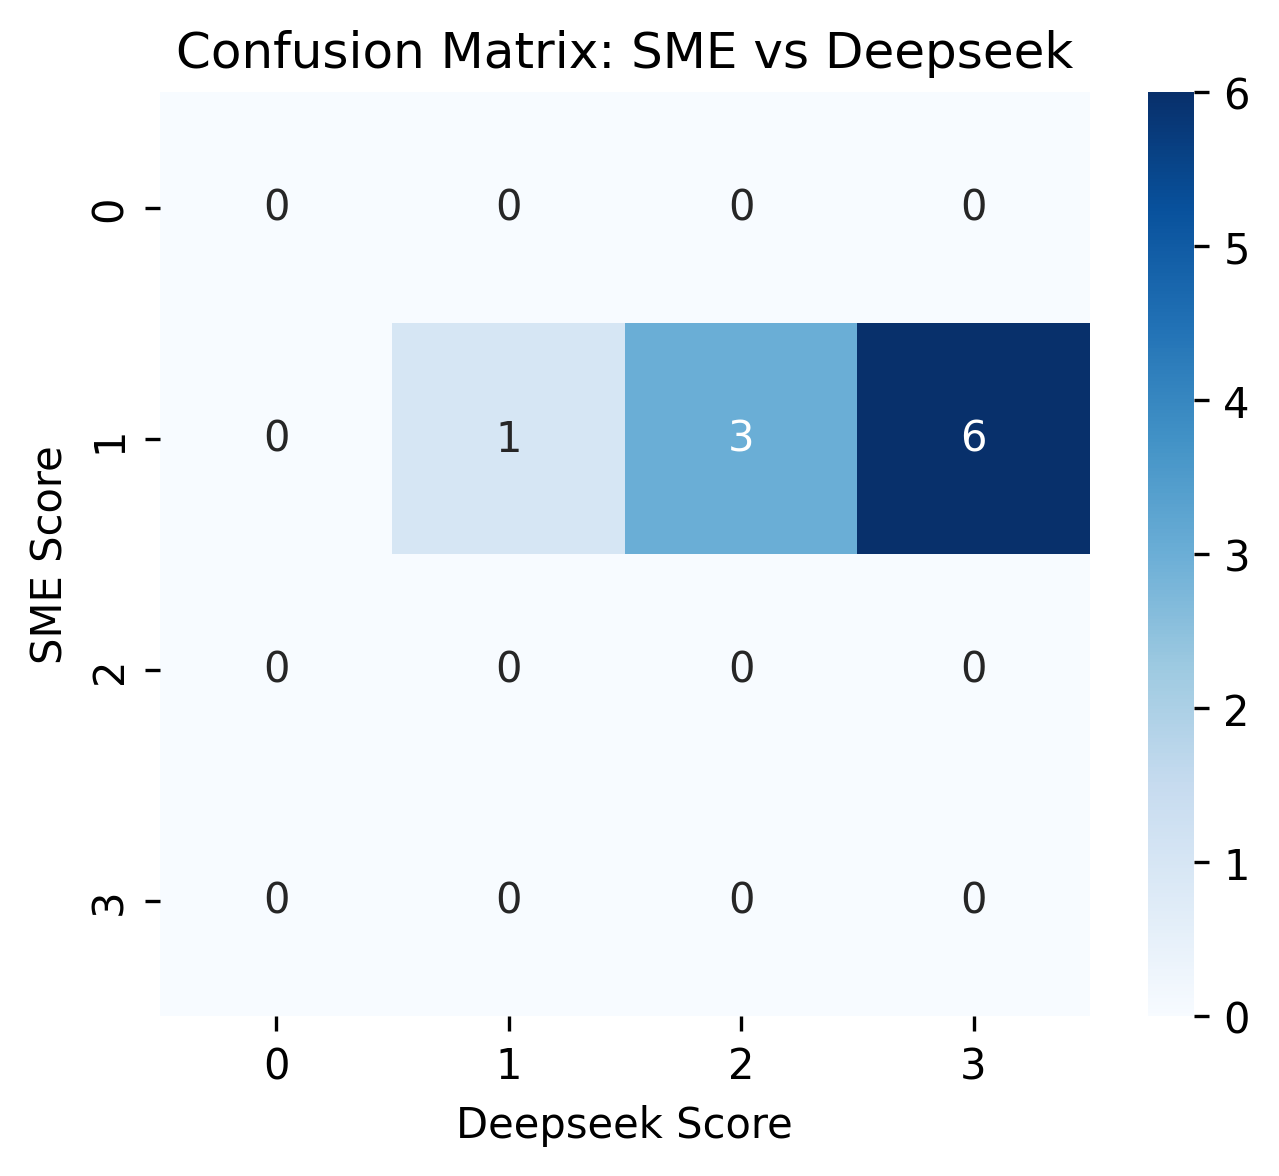 Confusion Matrix: SME vs Deepseek
6
0 0 0 0 0
5
4
1 0 1 3 6
3
SME Score
2 0 0 0 0
2
1
3 0 0 0 0
0
0 1 2 3
Deepseek Score